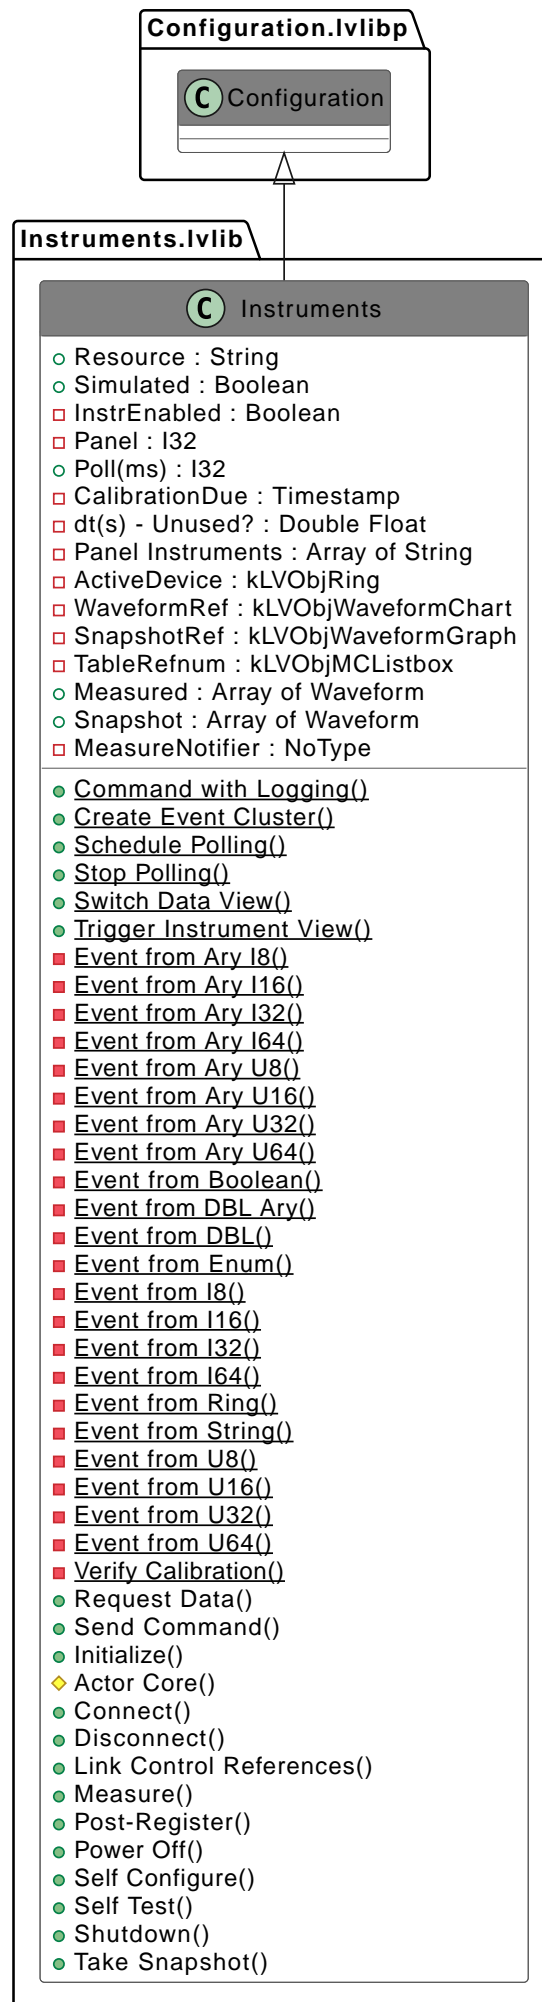 Configuration.lvlibp
C Configuration
Instruments.lvlib
C Instruments
Resource : String
Simulated : Boolean
InstrEnabled : Boolean
Panel : I32
Poll(ms) : I32
CalibrationDue : Timestamp
dt(s) - Unused? : Double Float
Panel Instruments : Array of String
ActiveDevice : kLVObjRing
WaveformRef : kLVObjWaveformChart
SnapshotRef : kLVObjWaveformGraph
TableRefnum : kLVObjMCListbox
Measured : Array of Waveform
Snapshot : Array of Waveform
MeasureNotifier : NoType
Command with Logging()
Create Event Cluster()
Schedule Polling()
Stop Polling()
Switch Data View()
Trigger Instrument View()
Event from Ary I8()
Event from Ary I16()
Event from Ary I32()
Event from Ary I64()
Event from Ary U8()
Event from Ary U16()
Event from Ary U32()
Event from Ary U64()
Event from Boolean()
Event from DBL Ary()
Event from DBL()
Event from Enum()
Event from I8()
Event from I16()
Event from I32()
Event from I64()
Event from Ring()
Event from String()
Event from U8()
Event from U16()
Event from U32()
Event from U64()
Verify Calibration()
Request Data()
Send Command()
Initialize()
Actor Core()
Connect()
Disconnect()
Link Control References()
Measure()
Post-Register()
Power Off()
Self Configure()
Self Test()
Shutdown()
Take Snapshot()